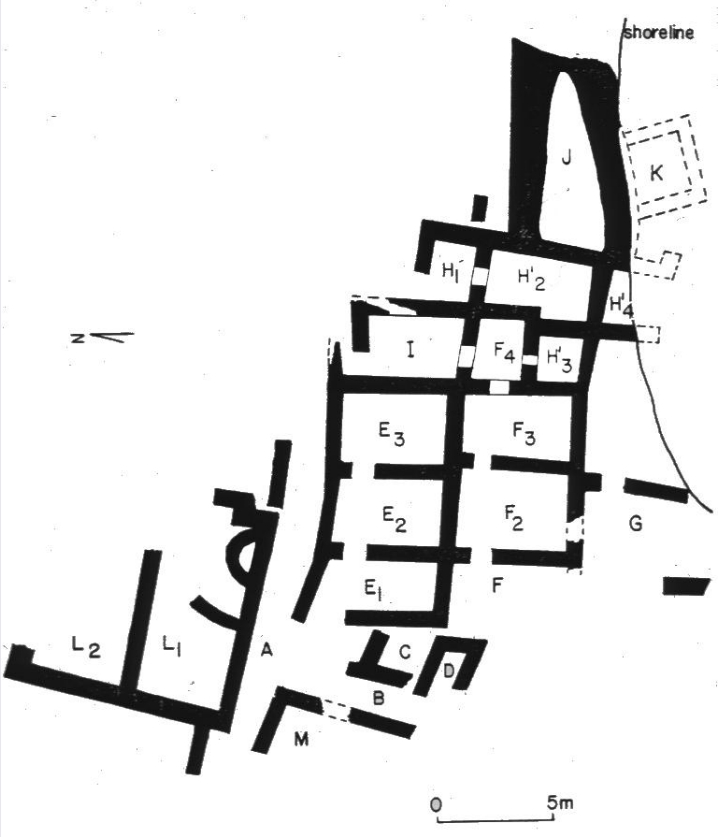 shoreline
J
K
H'₁
H'₂
H'₄
N
I
F₄
H'₃
E₃
F₃
E₂
F₂
G
E₁
F
L₂
L₁
A
C
D
B
M
0 5m